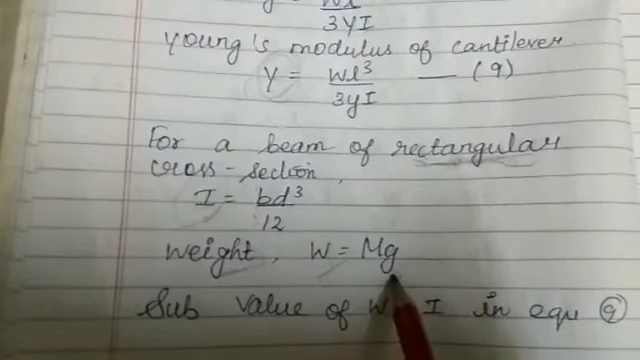 3YI
Young's modulus of cantilever
Y = Wl³/3yI — (9)
For a beam of rectangular
cross-section,
I = bd³/12
weight, W = Mg
Sub value of W I in equ (9)